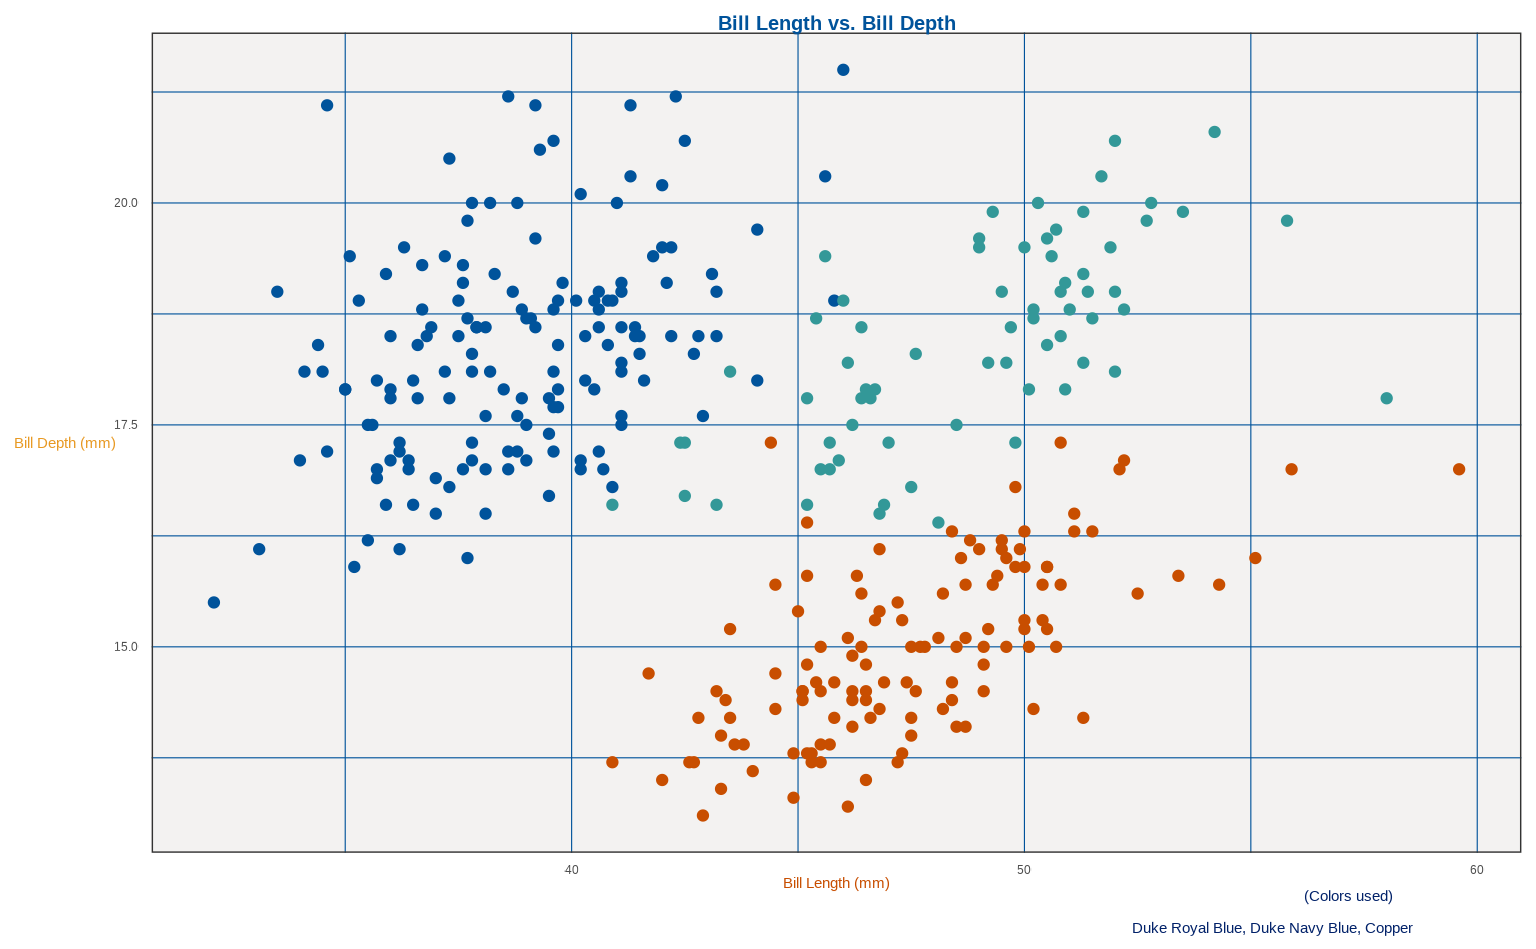 Bill Length vs. Bill Depth
20.0
17.5
Bill Depth (mm)
15.0
40
50
60
Bill Length (mm)
(Colors used)
Duke Royal Blue, Duke Navy Blue, Copper